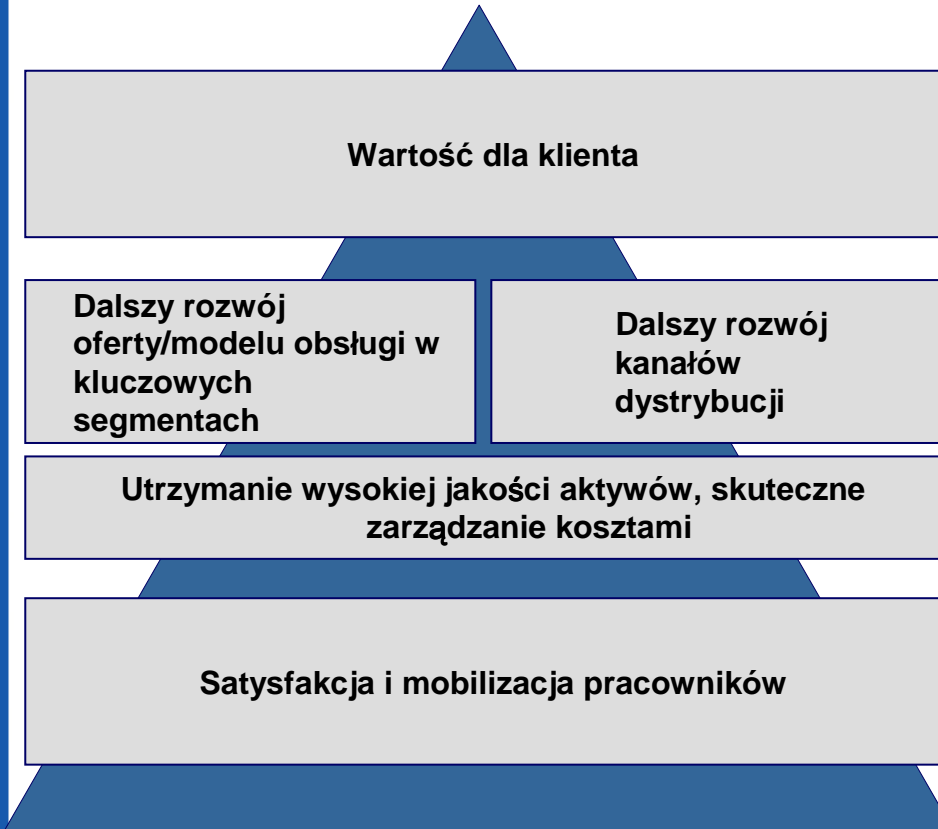 Wartość dla klienta
Dalszy rozwój
oferty/modelu obsługi w
kluczowych
segmentach
Dalszy rozwój
kanałów
dystrybucji
Utrzymanie wysokiej jakości aktywów, skuteczne
zarządzanie kosztami
Satysfakcja i mobilizacja pracowników